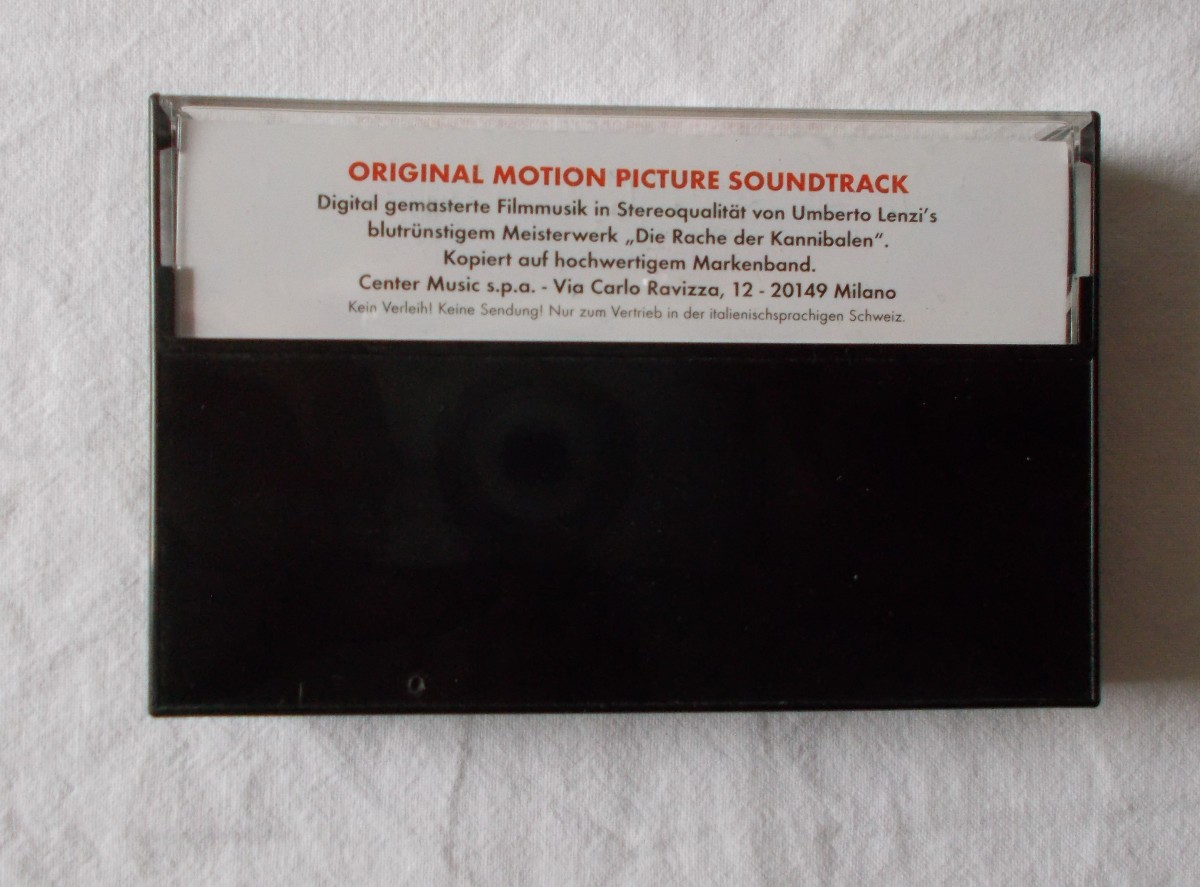 ORIGINAL MOTION PICTURE SOUNDTRACK
Digital gemasterte Filmmusik in Stereoqualität von Umberto Lenzi's
blutrünstigem Meisterwerk „Die Rache der Kannibalen“.
Kopiert auf hochwertigem Markenband.
Center Music s.p.a. - Via Carlo Ravizza, 12 - 20149 Milano
Kein Verleih! Keine Sendung! Nur zum Vertrieb in der italienischsprachigen Schweiz.